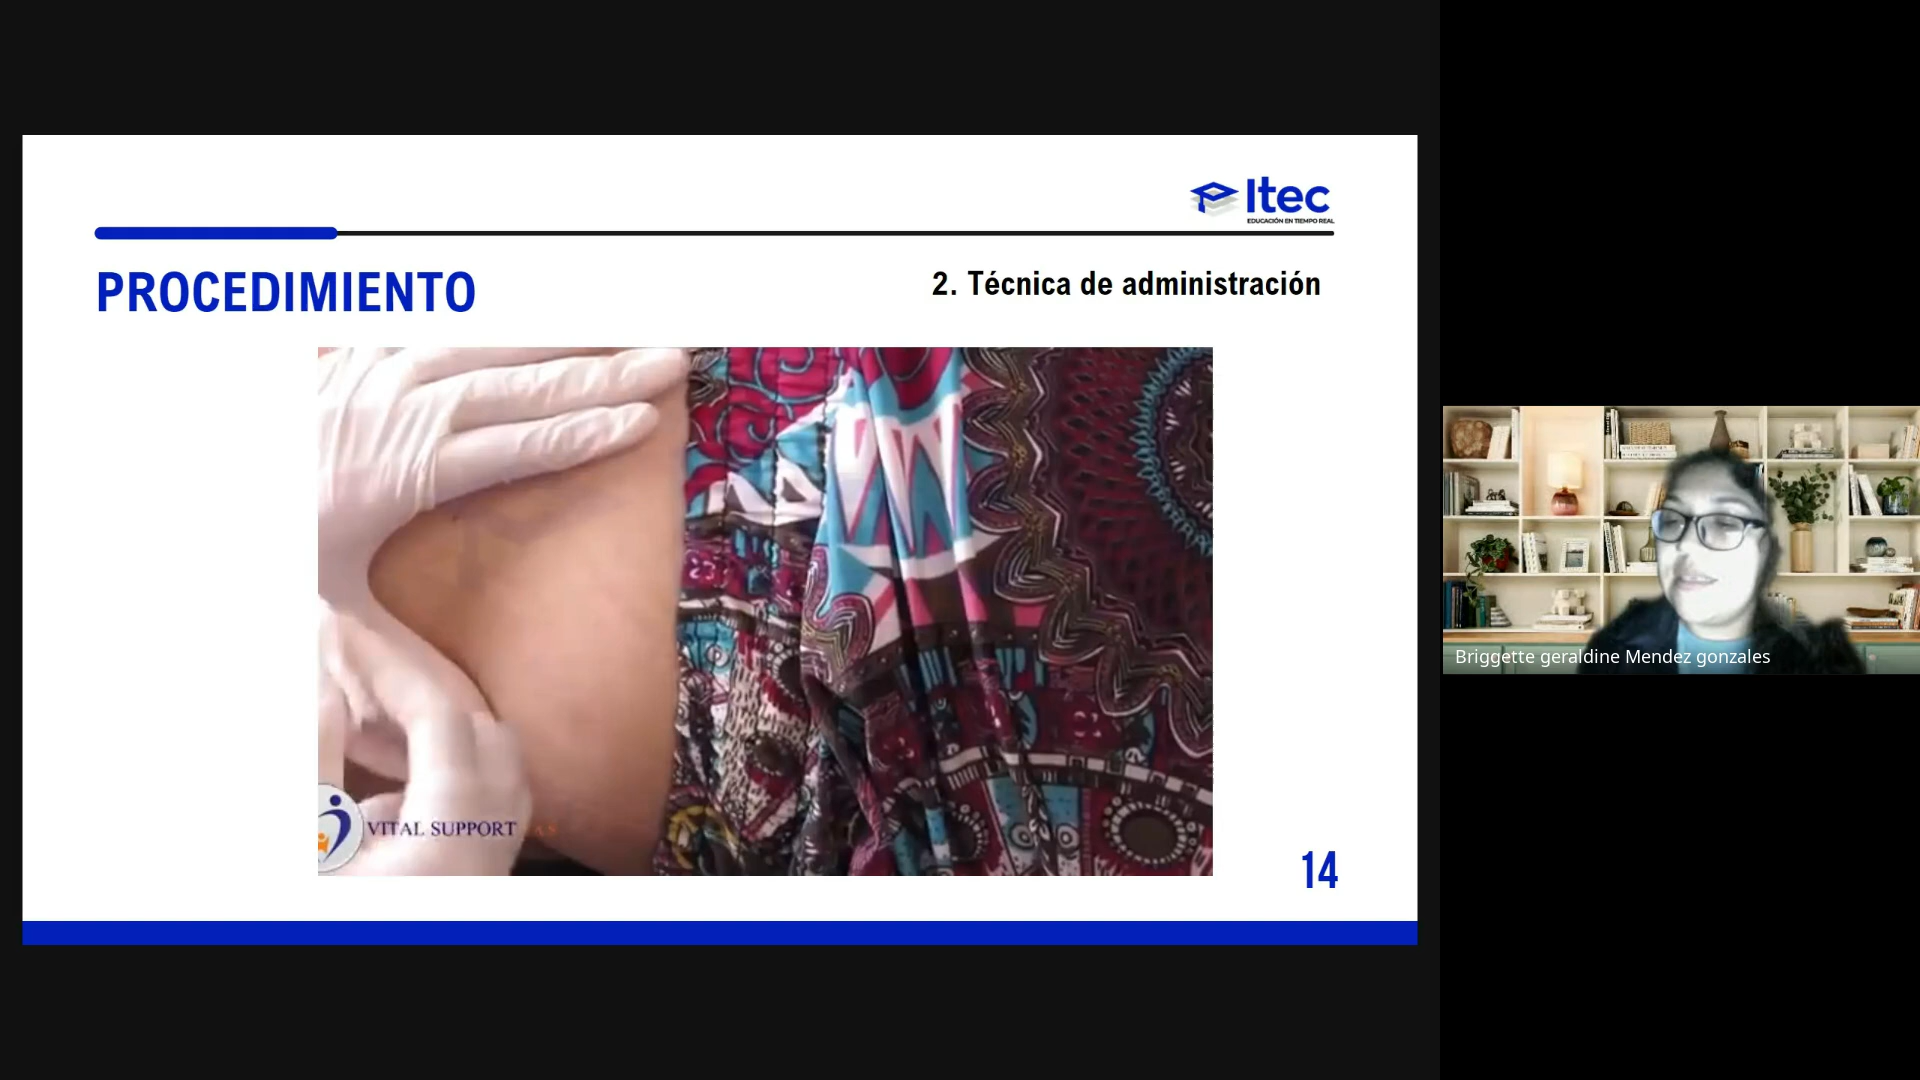 Itec
EDUCACIÓN EN TIEMPO REAL
PROCEDIMIENTO
2. Técnica de administración
VITAL SUPPORT
14
Briggette geraldine Mendez gonzales